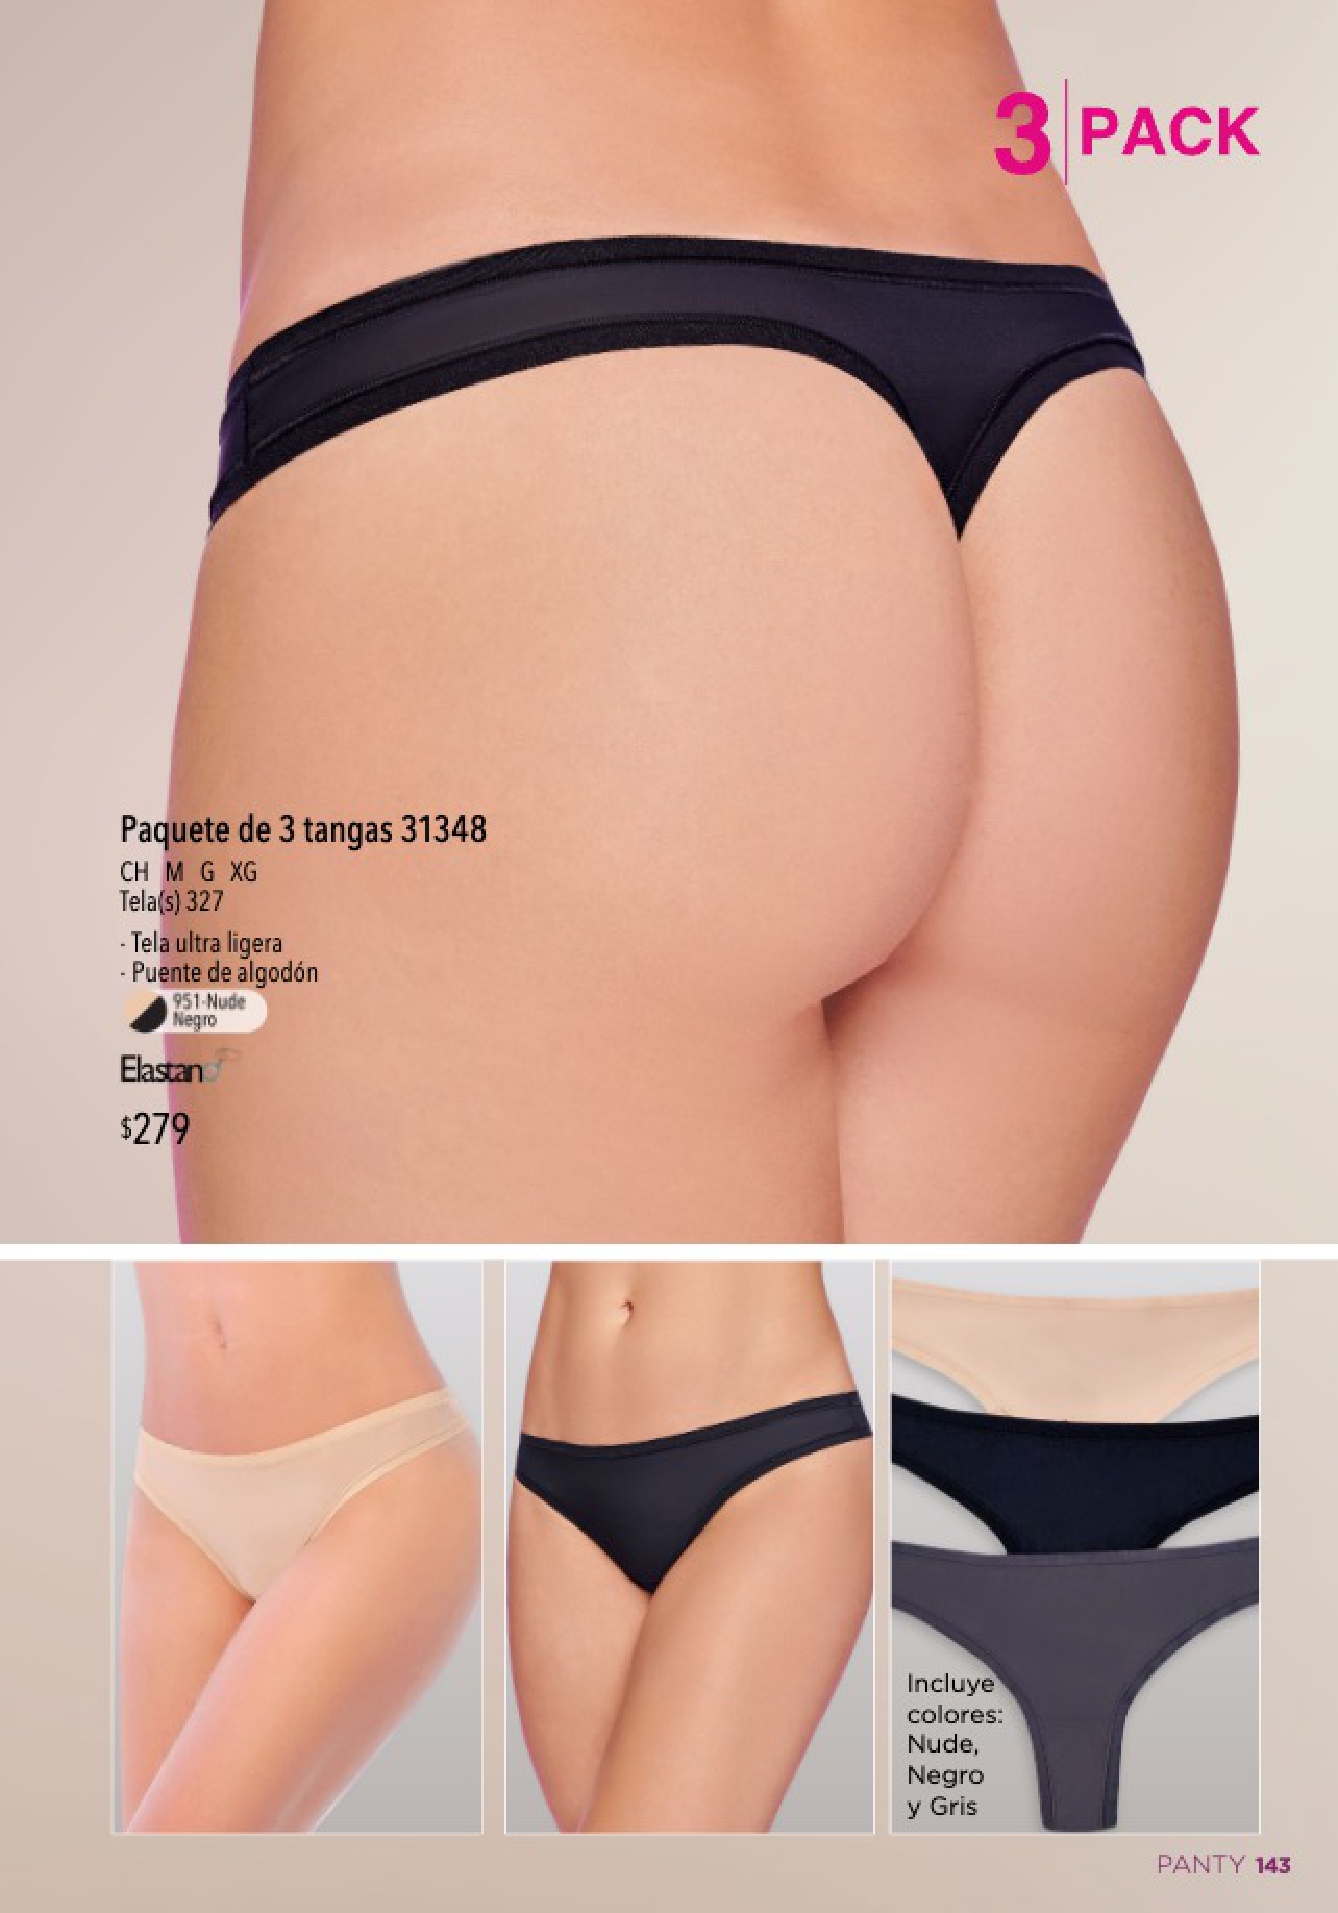 3 PACK
Paquete de 3 tangas 31348
CH M G XG
Tela(s) 327
- Tela ultra ligera
- Puente de algodón
951-Nude
Negro
Elastano
$279
Incluye
colores:
Nude,
Negro
y Gris
PANTY 143